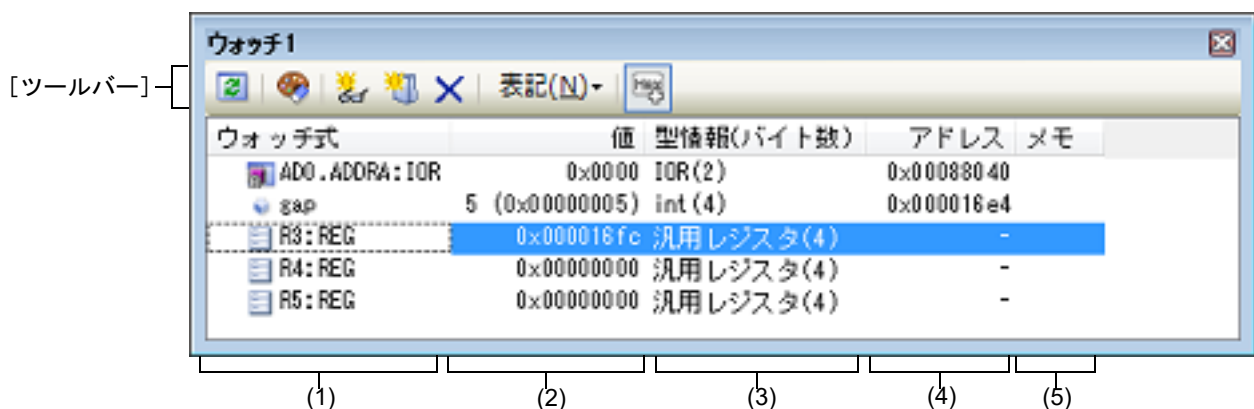 ウォッチ1
[ツールバー]
表記(N)
Hex
ウォッチ式 値 型情報(バイト数) アドレス メモ
AD0.ADDRA:IOR 0x0000 IOR(2) 0x00088040
gap 5 (0x00000005) int(4) 0x000016e4
R3:REG 0x000016fc 汎用レジスタ(4) -
R4:REG 0x00000000 汎用レジスタ(4) -
R5:REG 0x00000000 汎用レジスタ(4) -
(1) (2) (3) (4) (5)